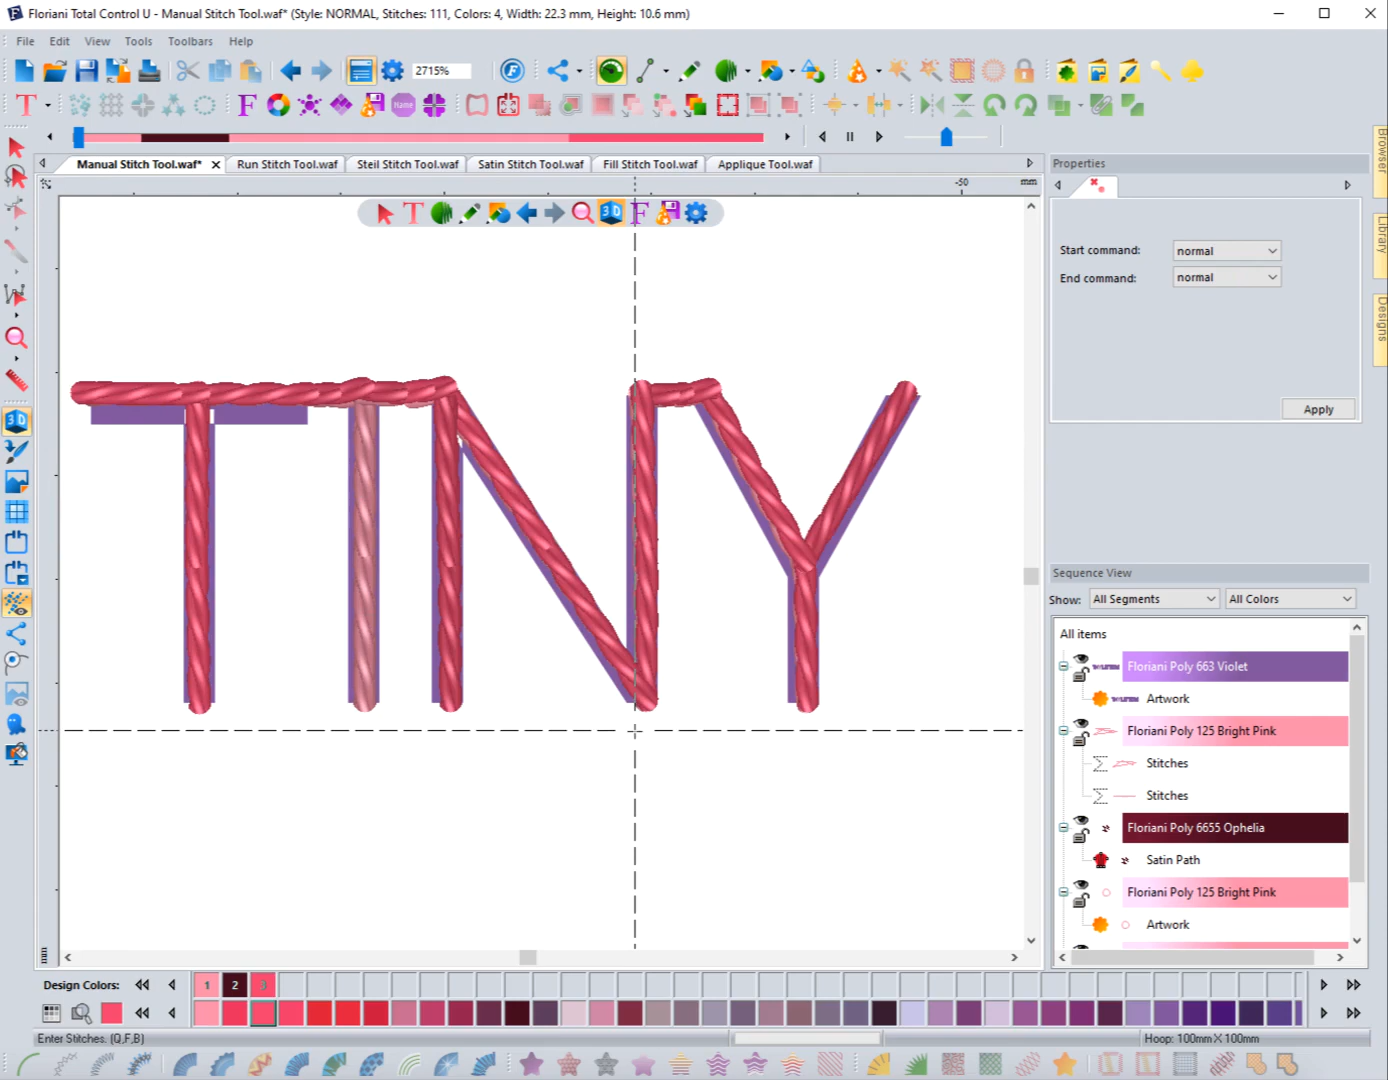 Floriani Total Control U - Manual Stitch Tool.waf* (Style: NORMAL, Stitches: 111, Colors: 4, Width: 22.3 mm, Height: 10.6 mm)
File Edit View Tools Toolbars Help
2715%
Name
Manual Stitch Tool.waf* Run Stitch Tool.waf Steil Stitch Tool.waf Satin Stitch Tool.waf Fill Stitch Tool.waf Applique Tool.waf
-50 mm
3D
TINY
3D
Properties
Start command: normal
End command: normal
Apply
Browser
Library
Designs
Sequence View
Show: All Segments All Colors
All items
Floriani Poly 663 Violet
Artwork
Floriani Poly 125 Bright Pink
Stitches
Stitches
Floriani Poly 6655 Ophelia
Satin Path
Floriani Poly 125 Bright Pink
Artwork
Design Colors: 1 2 3
Enter Stitches. (Q,F,B) Hoop: 100mm X 100mm